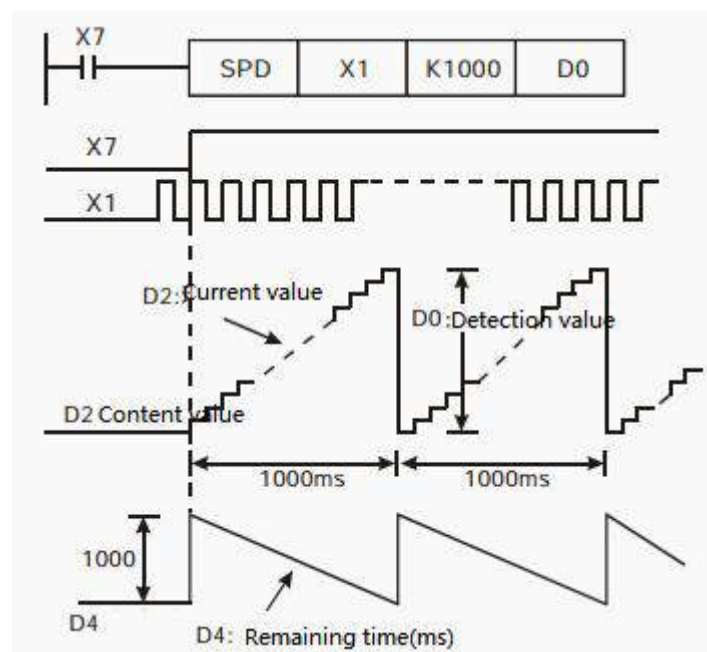 X7
SPD X1 K1000 D0
X7
X1
D2:Current value
D0:Detection value
D2 Content value
1000ms 1000ms
1000
D4
D4: Remaining time(ms)